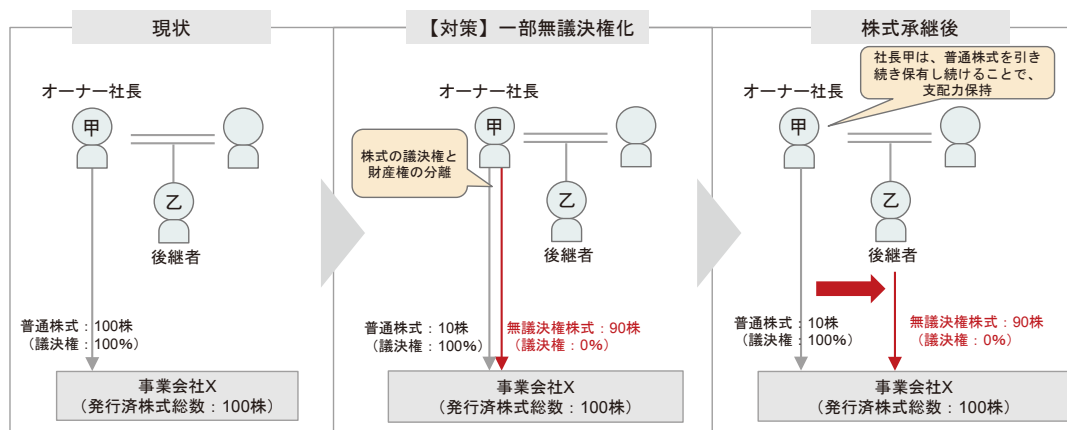 現状
オーナー社長
甲
乙
後継者
普通株式：100株
（議決権：100%）
事業会社X
（発行済株式総数：100株）
【対策】一部無議決権化
オーナー社長
甲
株式の議決権と
財産権の分離
乙
後継者
普通株式：10株
（議決権：100%）
無議決権株式：90株
（議決権：0%）
事業会社X
（発行済株式総数：100株）
株式承継後
社長甲は、普通株式を引き
続き保有し続けることで、
支配力保持
オーナー社長
甲
乙
後継者
普通株式：10株
（議決権：100%）
無議決権株式：90株
（議決権：0%）
事業会社X
（発行済株式総数：100株）